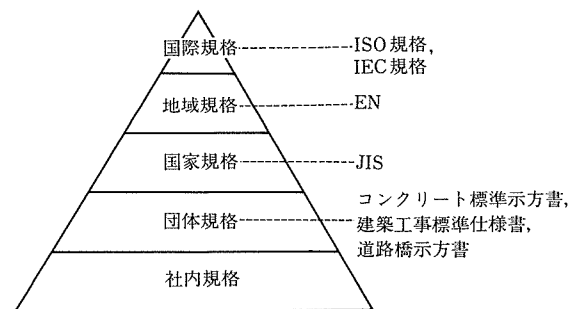 国際規格
ISO規格,
IEC規格
地域規格
EN
国家規格
JIS
団体規格
コンクリート標準示方書,
建築工事標準仕様書,
道路橋示方書
社内規格